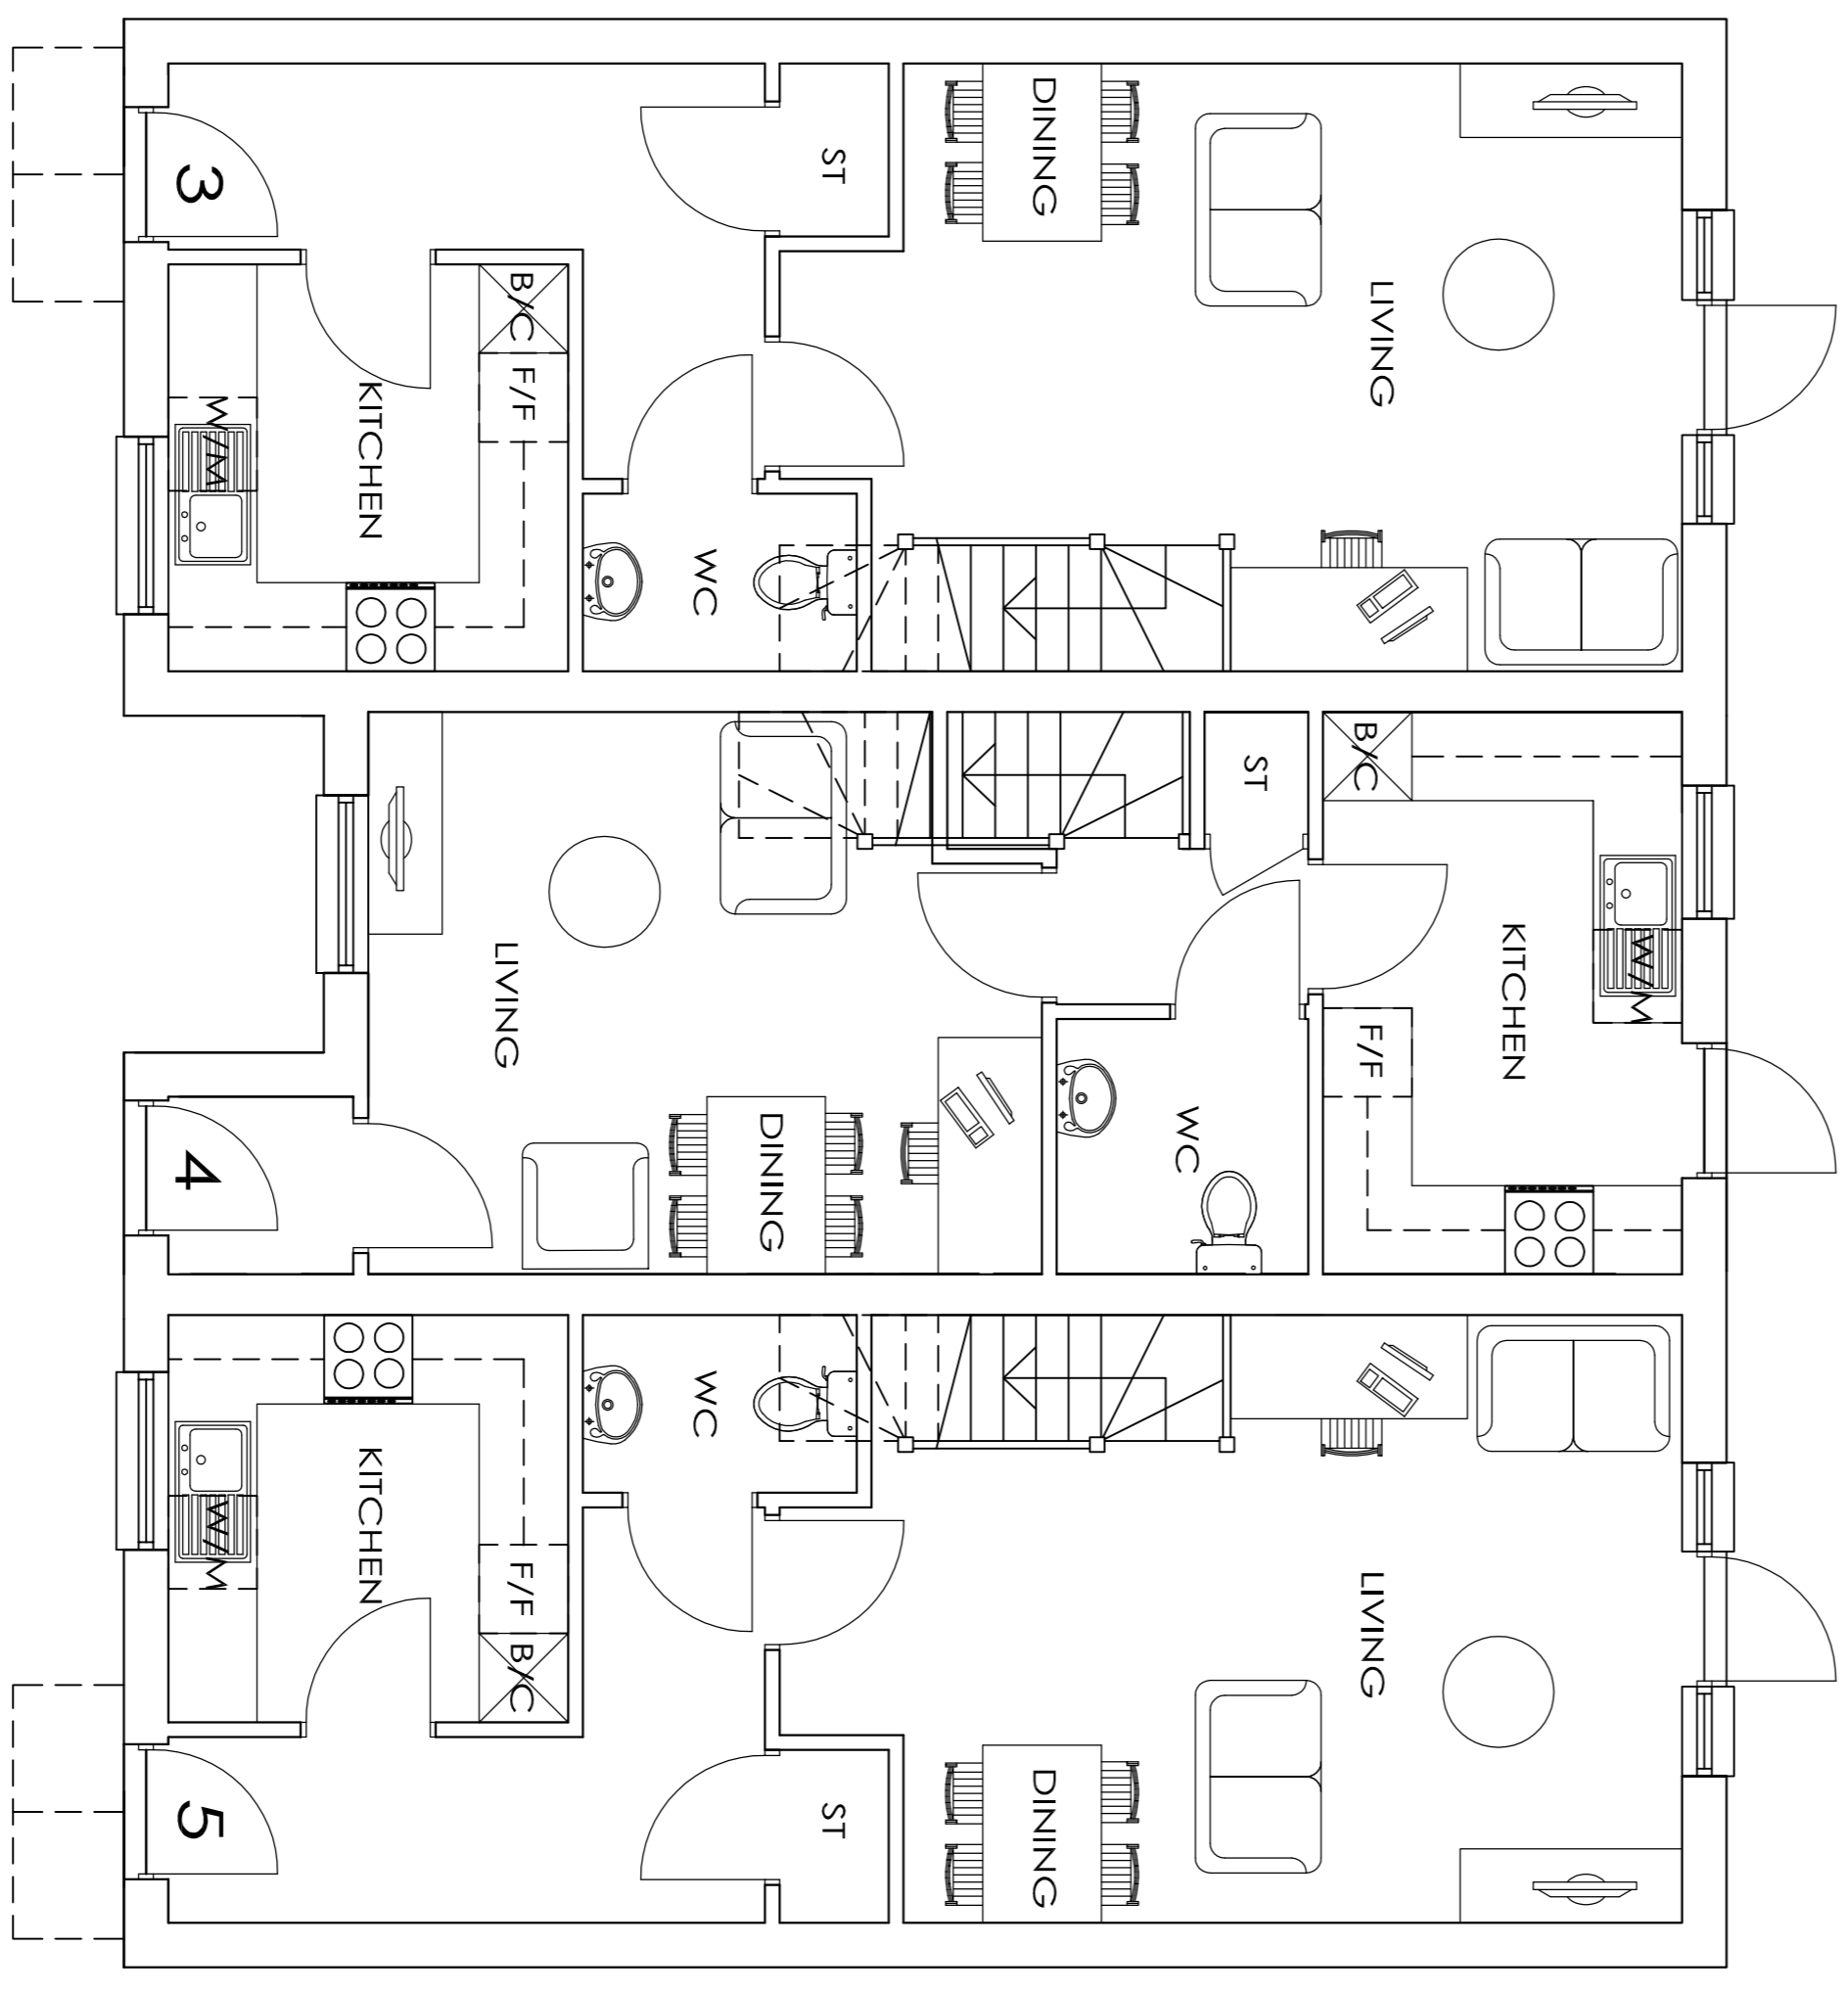 3
ST
DINING
LIVING
B/C
F/F
KITCHEN
W/M
WC
ST
B/C
LIVING
KITCHEN
W/M
F/F
WC
4
DINING
WC
KITCHEN
W/M
F/F
B/C
LIVING
5
ST
DINING